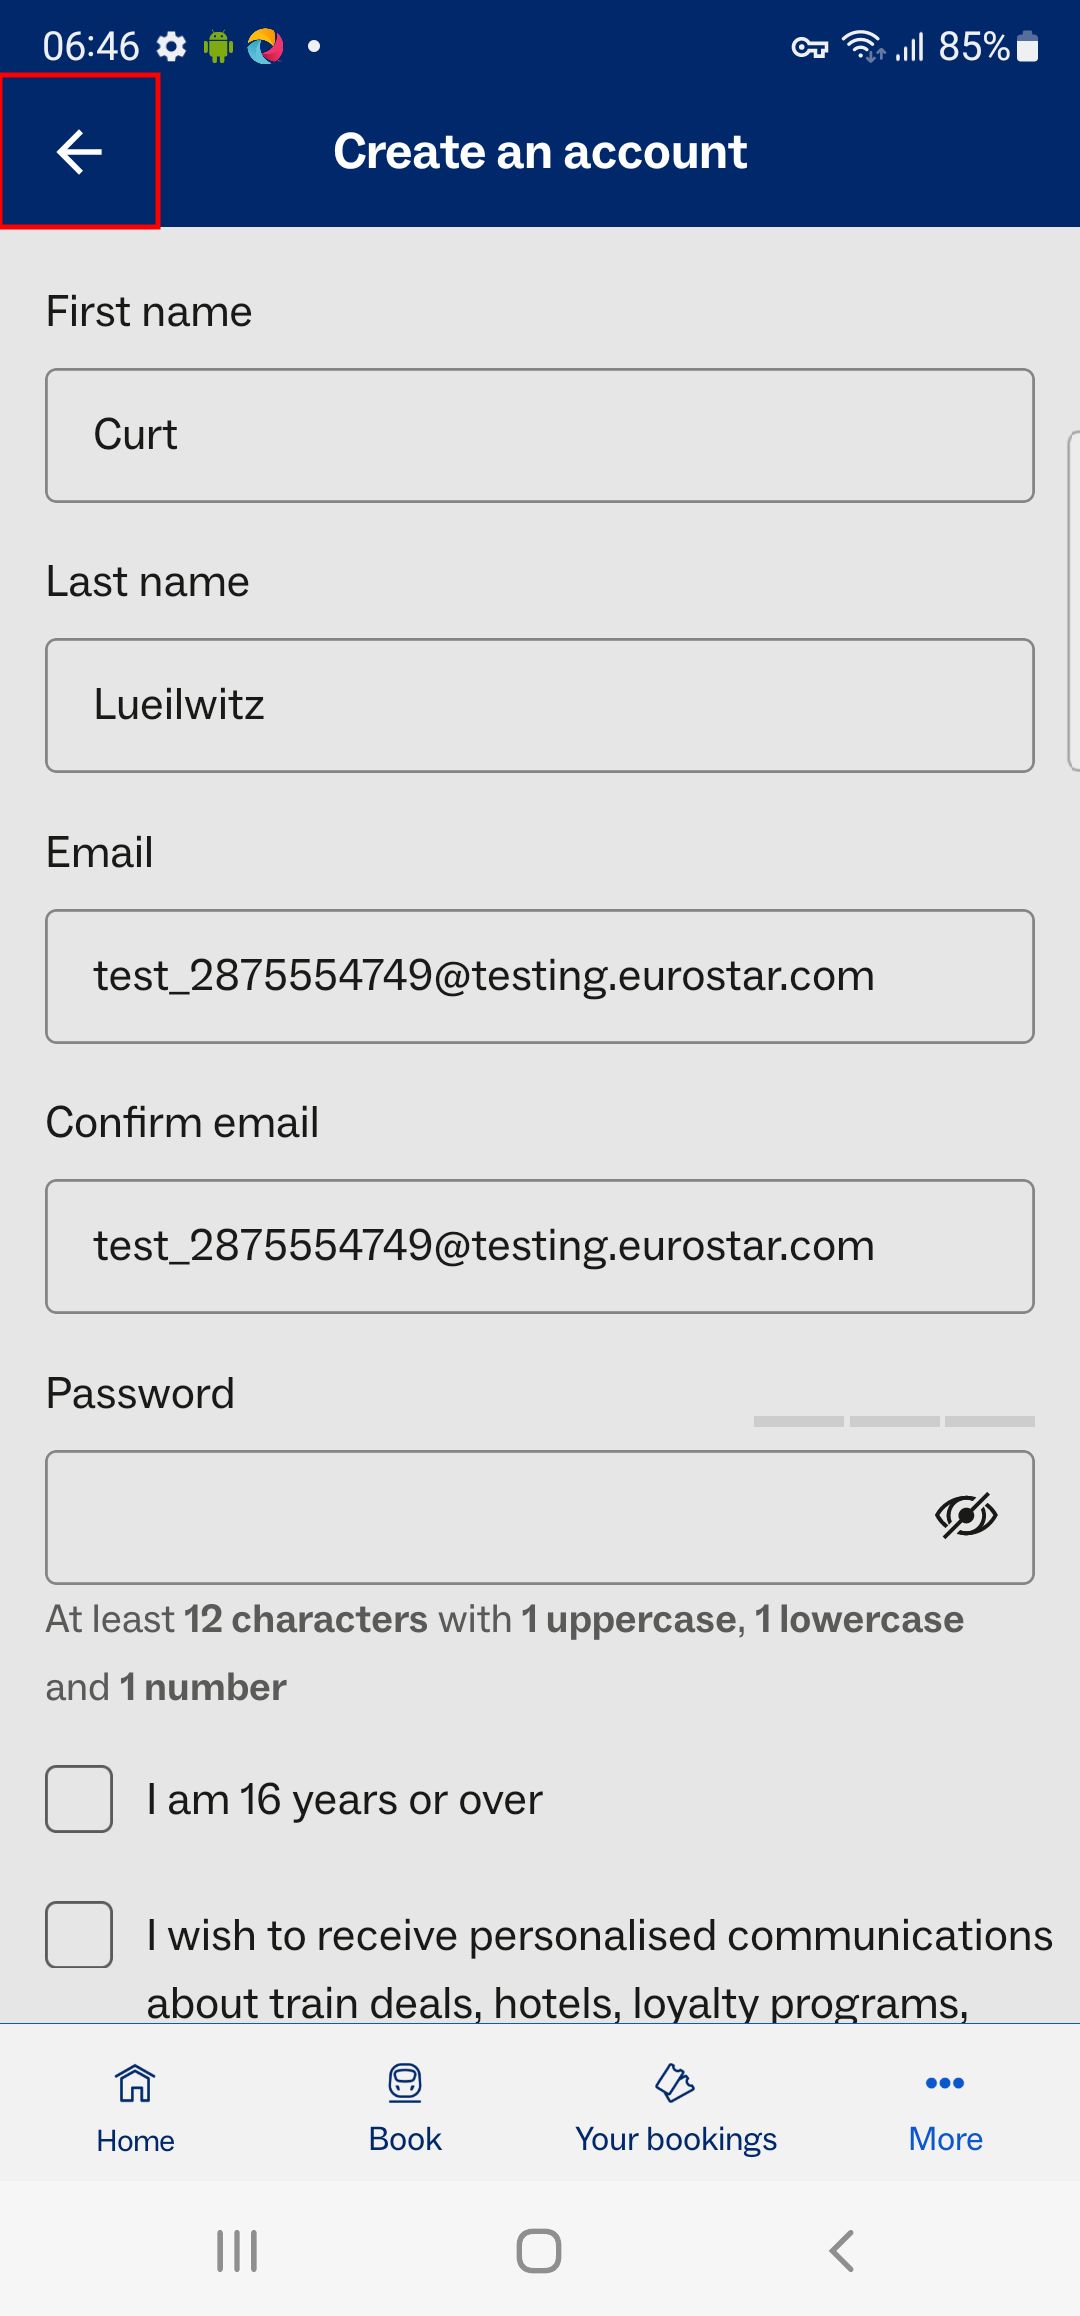 06:46
85%
Create an account
First name
Curt
Last name
Lueilwitz
Email
test_2875554749@testing.eurostar.com
Confirm email
test_2875554749@testing.eurostar.com
Password
At least 12 characters with 1 uppercase, 1 lowercase
and 1 number
I am 16 years or over
I wish to receive personalised communications
about train deals, hotels, loyalty programs,
Home
Book
Your bookings
More